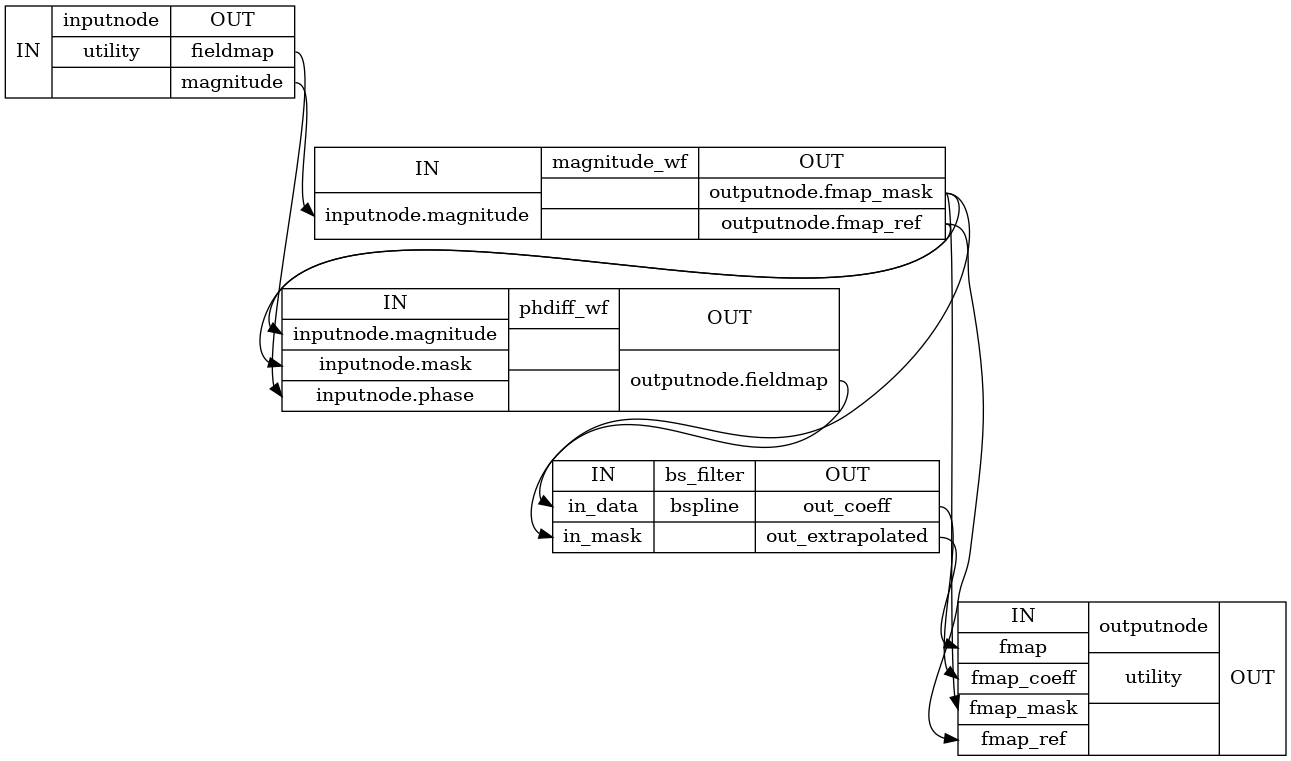 IN inputnode OUT
utility fieldmap
magnitude
IN magnitude_wf OUT
outputnode.fmap_mask
inputnode.magnitude outputnode.fmap_ref
IN phdiff_wf OUT
inputnode.magnitude
inputnode.mask
inputnode.phase outputnode.fieldmap
IN bs_filter OUT
in_data bspline out_coeff
in_mask out_extrapolated
IN outputnode OUT
fmap
fmap_coeff utility
fmap_mask
fmap_ref